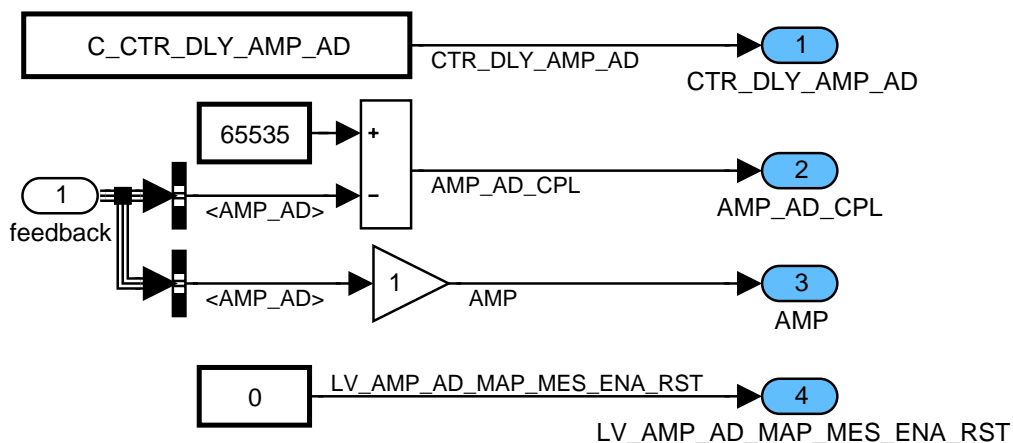 C_CTR_DLY_AMP_AD
CTR_DLY_AMP_AD
1
CTR_DLY_AMP_AD
65535
+
−
AMP_AD_CPL
2
AMP_AD_CPL
1
feedback
<AMP_AD>
<AMP_AD>
1
AMP
3
AMP
0
LV_AMP_AD_MAP_MES_ENA_RST
4
LV_AMP_AD_MAP_MES_ENA_RST